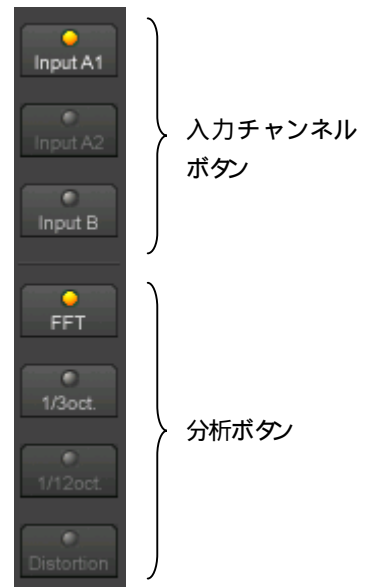 Input A1
Input A2
Input B
入力チャンネル
ボタン
FFT
1/3oct.
1/12oct.
Distortion
分析ボタン